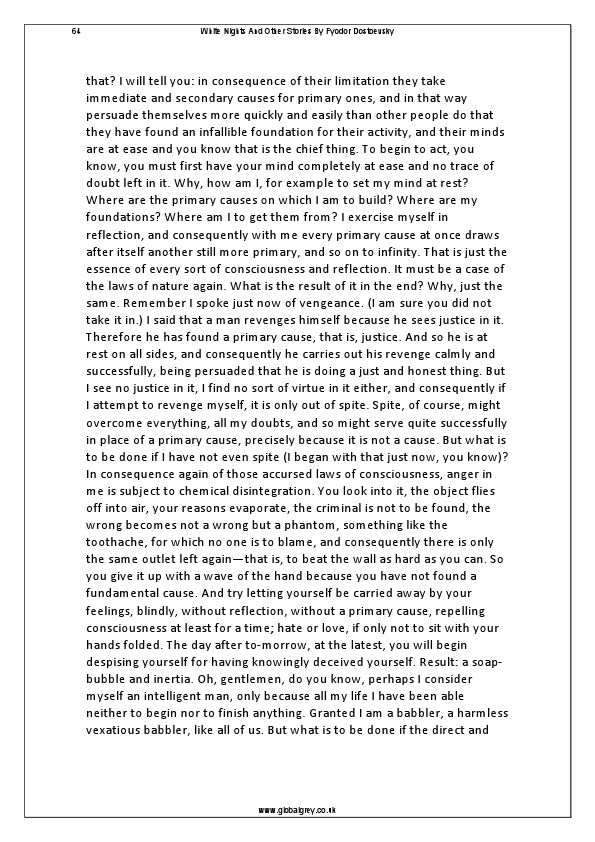 64 White Nights And Other Stories By Fyodor Dostoevsky
that? I will tell you: in consequence of their limitation they take
immediate and secondary causes for primary ones, and in that way
persuade themselves more quickly and easily than other people do that
they have found an infallible foundation for their activity, and their minds
are at ease and you know that is the chief thing. To begin to act, you
know, you must first have your mind completely at ease and no trace of
doubt left in it. Why, how am I, for example to set my mind at rest?
Where are the primary causes on which I am to build? Where are my
foundations? Where am I to get them from? I exercise myself in
reflection, and consequently with me every primary cause at once draws
after itself another still more primary, and so on to infinity. That is just the
essence of every sort of consciousness and reflection. It must be a case of
the laws of nature again. What is the result of it in the end? Why, just the
same. Remember I spoke just now of vengeance. (I am sure you did not
take it in.) I said that a man revenges himself because he sees justice in it.
Therefore he has found a primary cause, that is, justice. And so he is at
rest on all sides, and consequently he carries out his revenge calmly and
successfully, being persuaded that he is doing a just and honest thing. But
I see no justice in it, I find no sort of virtue in it either, and consequently if
I attempt to revenge myself, it is only out of spite. Spite, of course, might
overcome everything, all my doubts, and so might serve quite successfully
in place of a primary cause, precisely because it is not a cause. But what is
to be done if I have not even spite (I began with that just now, you know)?
In consequence again of those accursed laws of consciousness, anger in
me is subject to chemical disintegration. You look into it, the object flies
off into air, your reasons evaporate, the criminal is not to be found, the
wrong becomes not a wrong but a phantom, something like the
toothache, for which no one is to blame, and consequently there is only
the same outlet left again—that is, to beat the wall as hard as you can. So
you give it up with a wave of the hand because you have not found a
fundamental cause. And try letting yourself be carried away by your
feelings, blindly, without reflection, without a primary cause, repelling
consciousness at least for a time; hate or love, if only not to sit with your
hands folded. The day after to-morrow, at the latest, you will begin
despising yourself for having knowingly deceived yourself. Result: a soap-
bubble and inertia. Oh, gentlemen, do you know, perhaps I consider
myself an intelligent man, only because all my life I have been able
neither to begin nor to finish anything. Granted I am a babbler, a harmless
vexatious babbler, like all of us. But what is to be done if the direct and
www.globalgrey.co.uk